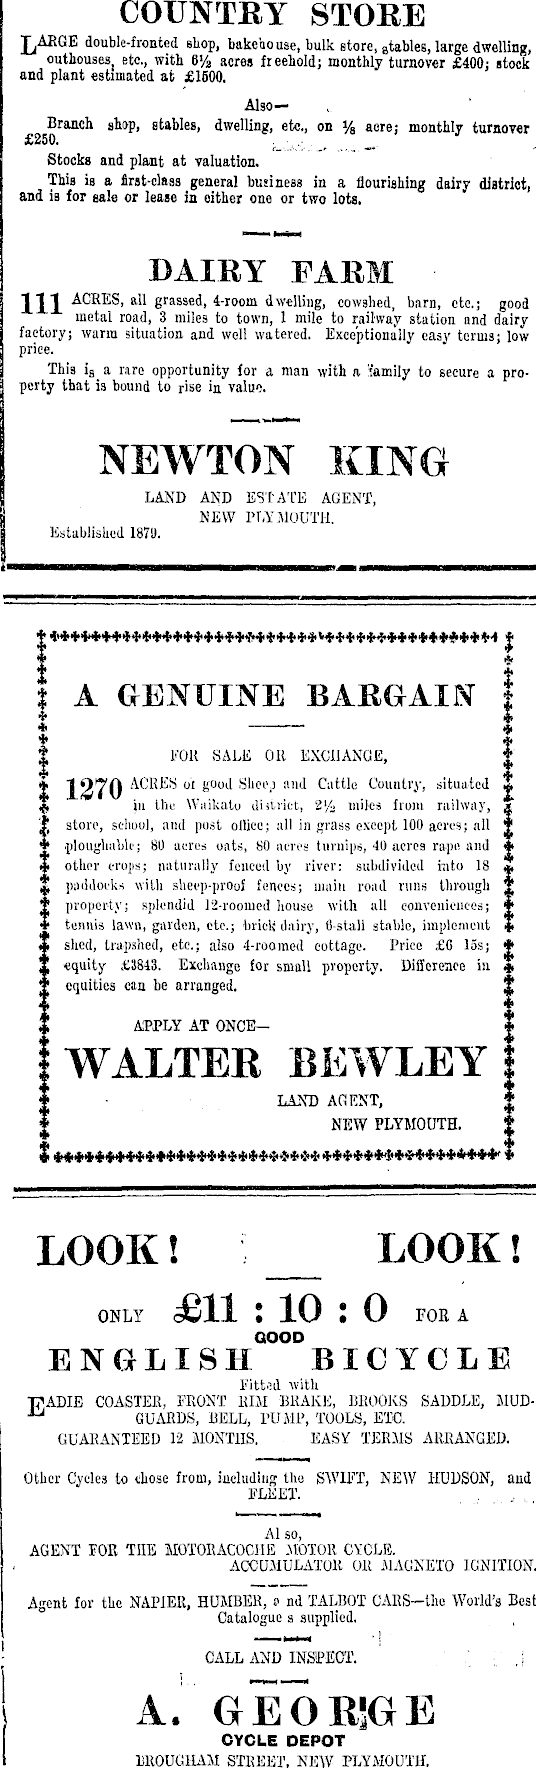 COUNTRY STORE
LARGE double-fronted shop, bakehouse, bulk store, stables, large dwelling,
outhouses, etc., with 6½ acres freehold; monthly turnover £400; stock
and plant estimated at £1500.
Also—
Branch shop, stables, dwelling, etc., on ⅛ acre; monthly turnover
£250.
Stocks and plant at valuation.
This is a first-class general business in a flourishing dairy district,
and is for sale or lease in either one or two lots.
DAIRY FARM
111 ACRES, all grassed, 4-room dwelling, cowshed, barn, etc.; good
metal road, 3 miles to town, 1 mile to railway station and dairy
factory; warm situation and well watered. Exceptionally easy terms; low
price.
This is a rare opportunity for a man with a family to secure a pro-
perty that is bound to rise in value.
NEWTON KING
LAND AND ESTATE AGENT,
NEW PLYMOUTH.
Established 1879.
A GENUINE BARGAIN
FOR SALE OR EXCHANGE,
1270 ACRES of good Sheep and Cattle Country, situated
in the Waikato district, 2½ miles from railway,
store, school, and post office; all in grass except 100 acres; all
ploughable; 80 acres oats, 80 acres turnips, 40 acres rape and
other crops; naturally fenced by river: subdivided into 18
paddocks with sheep-proof fences; main road runs through
property; splendid 12-roomed house with all conveniences;
tennis lawn, garden, etc.; brick dairy, 6-stall stable, implement
shed, trapshed, etc.; also 4-roomed cottage. Price £6 15s;
equity £3843. Exchange for small property. Difference in
equities can be arranged.
APPLY AT ONCE—
WALTER BEWLEY
LAND AGENT,
NEW PLYMOUTH.
LOOK! LOOK!
ONLY £11 : 10 : 0 FOR A
GOOD
ENGLISH BICYCLE
Fitted with
EADIE COASTER, FRONT RIM BRAKE, BROOKS SADDLE, MUD-
GUARDS, BELL, PUMP, TOOLS, ETC.
GUARANTEED 12 MONTHS. EASY TERMS ARRANGED.
Other Cycles to chose from, including the SWIFT, NEW HUDSON, and
FLEET.
Also,
AGENT FOR THE MOTORACOCHE MOTOR CYCLE.
ACCUMULATOR OR MAGNETO IGNITION.
Agent for the NAPIER, HUMBER, and TALBOT CARS—the World's Best
Catalogues supplied.
CALL AND INSPECT.
A. GEORGE
CYCLE DEPOT
BROUGHAM STREET, NEW PLYMOUTH.